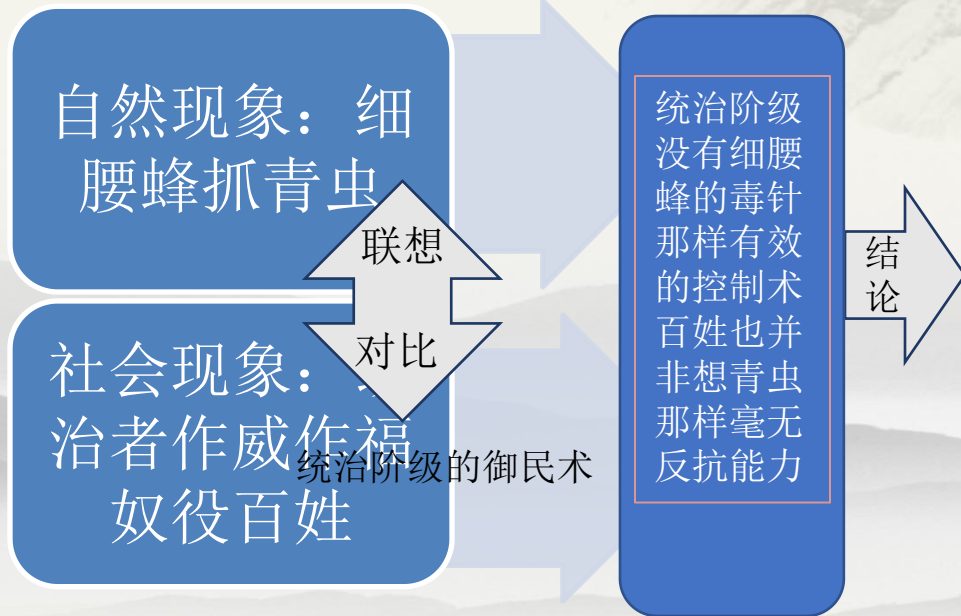 自然现象：细
腰蜂抓青虫
联想
对比
社会现象：
治者作威作福
奴役百姓
统治阶级的御民术
统治阶级
没有细腰
蜂的毒针
那样有效
的控制术
百姓也并
非想青虫
那样毫无
反抗能力
结
论